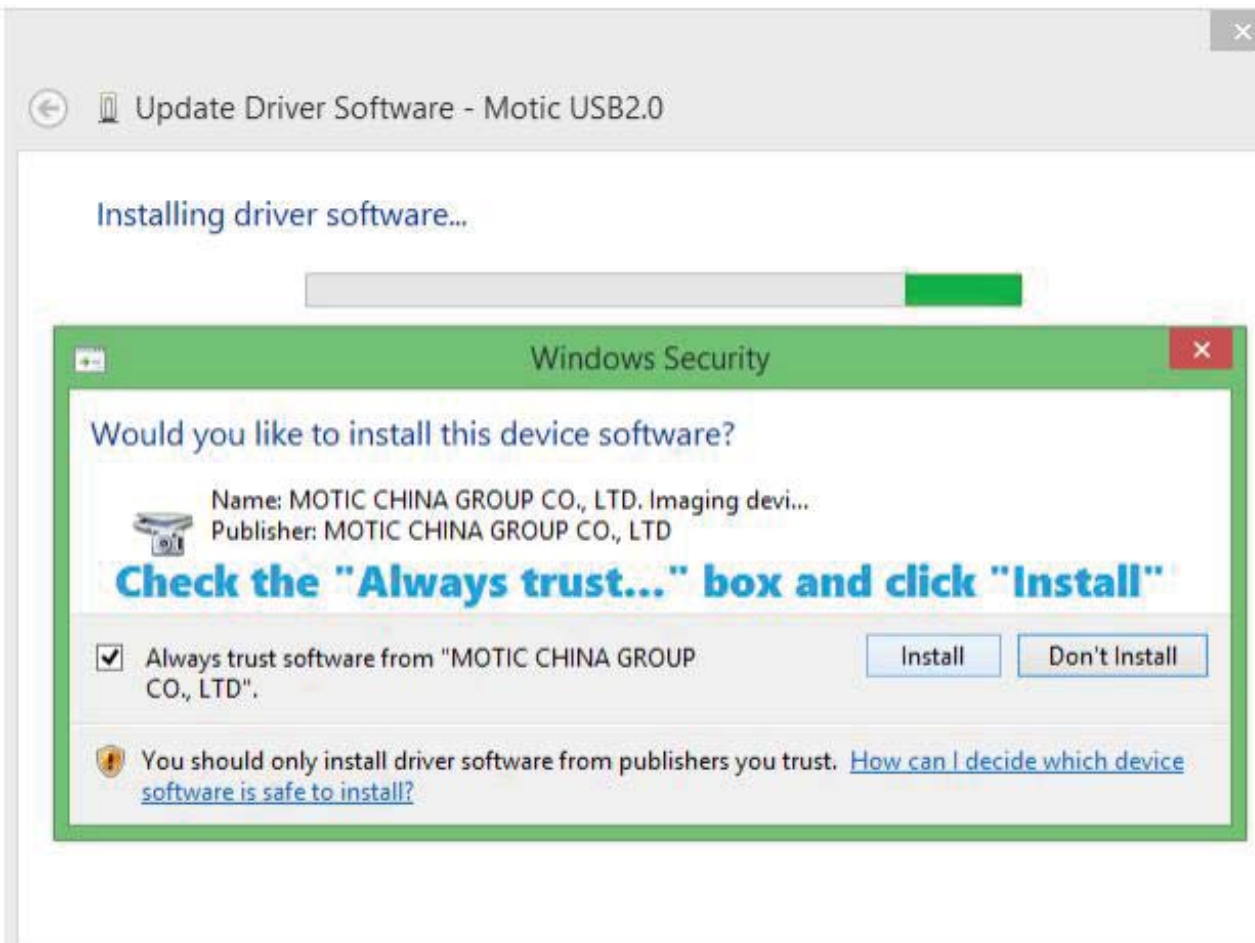 Update Driver Software - Motic USB2.0
Installing driver software...
Windows Security
Would you like to install this device software?
Name: MOTIC CHINA GROUP CO., LTD. Imaging devi...
Publisher: MOTIC CHINA GROUP CO., LTD
Check the "Always trust..." box and click "Install"
Always trust software from "MOTIC CHINA GROUP
CO., LTD".
Install
Don't Install
You should only install driver software from publishers you trust. How can I decide which device
software is safe to install?